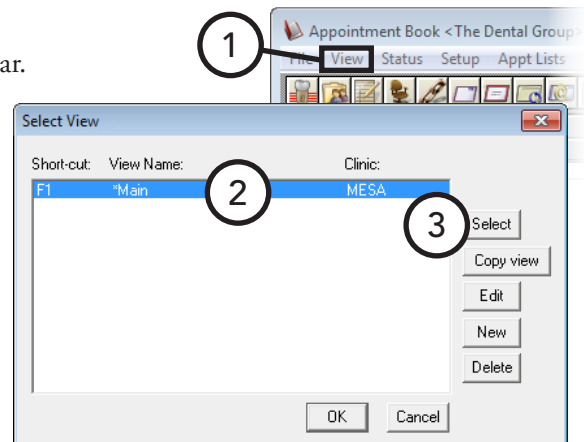 Appointment Book <The Dental Group>
1
ar.
File View Status Setup Appt Lists
Select View
Short-cut: View Name: Clinic:
F1 *Main MESA
2
3
Select
Copy view
Edit
New
Delete
OK Cancel